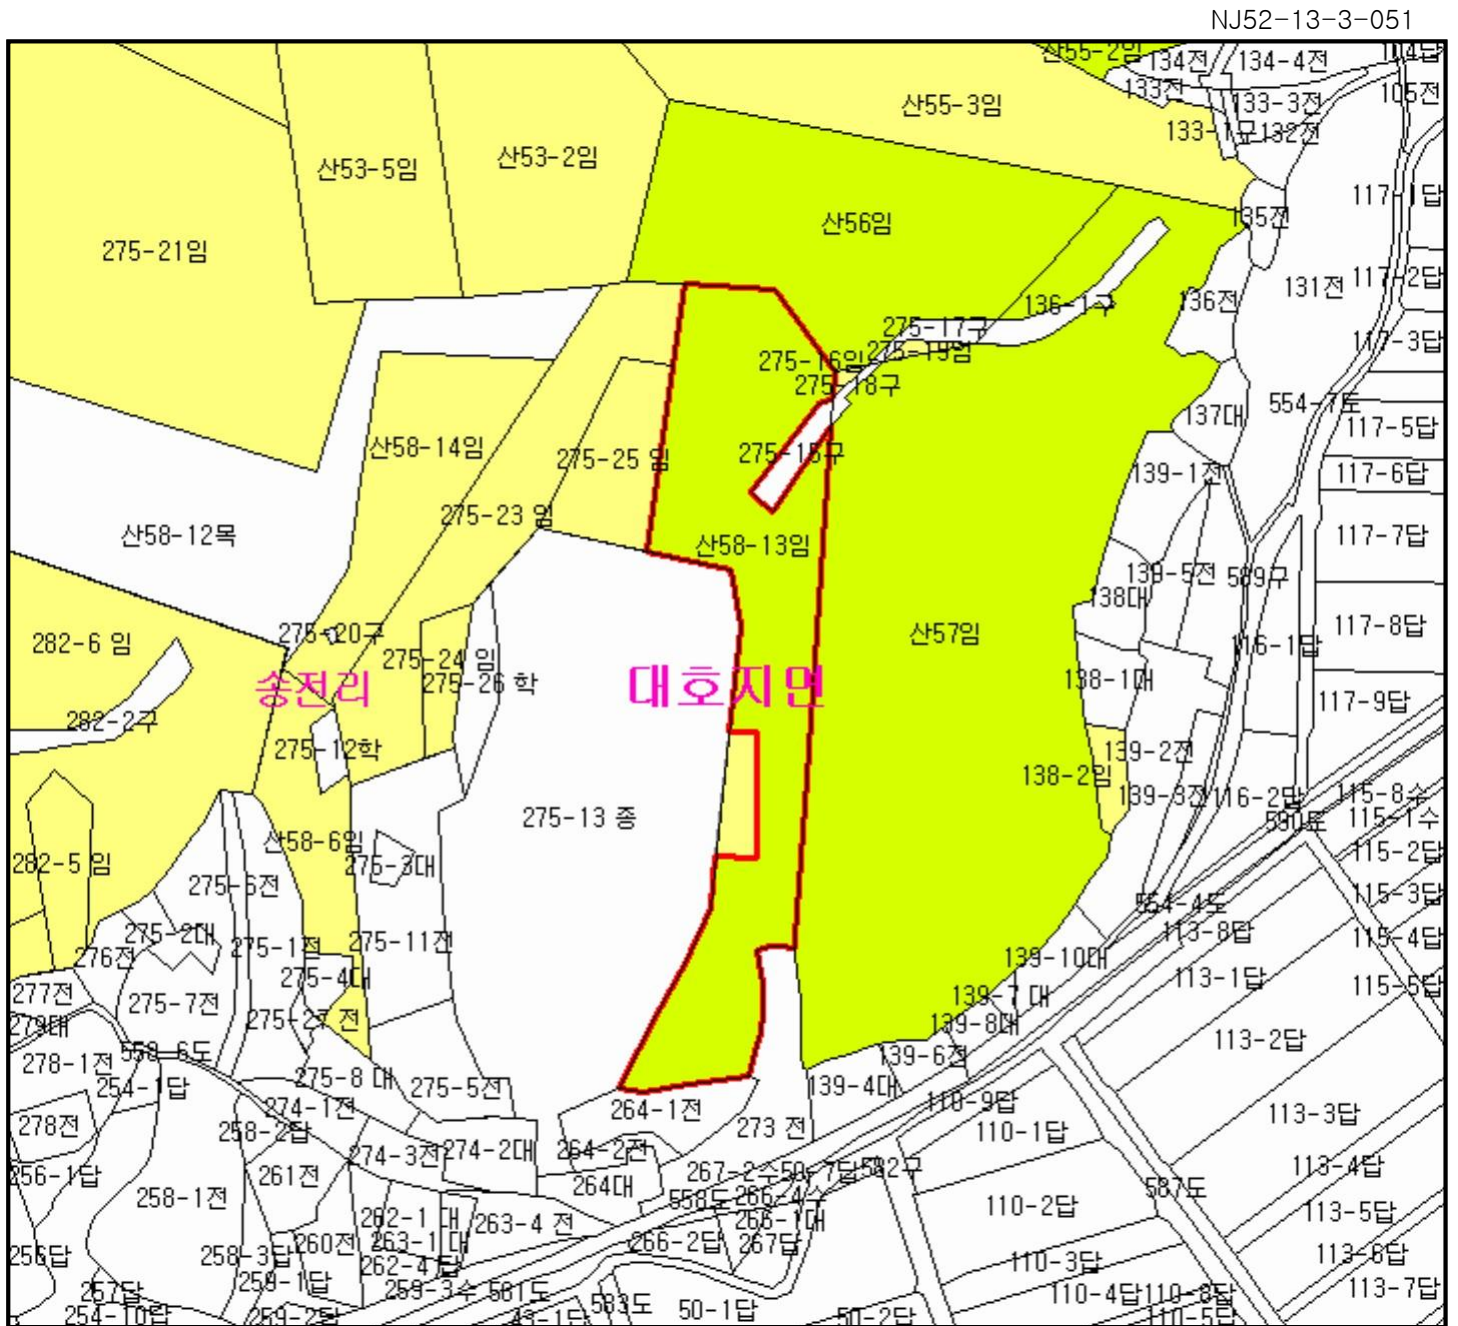 NJ52-13-3-051
산55-2임
134전
134-4전
104답
133전
133-3전
105전
산55-3임
133-1구
132전
산53-2임
산53-5임
117-1답
산56임
135전
275-21임
117-2답
131전
136전
136-1구
275-17구
117-3답
275-19임
275-16임
275-18구
554-7도
137대
117-5답
산58-14임
275-25 임
275-15구
139-1전
117-6답
275-23 임
산58-12목
산58-13임
117-7답
139-5전
589구
138대
117-8답
275-20구
산57임
282-6 임
116-1답
275-24 임
275-26 학
송전리
대호지면
138-1대
117-9답
282-2구
275-12학
139-2전
138-2임
139-3전
116-2답
115-8수
275-13 종
590도
115-1수
산58-6임
115-2답
282-5 임
275-3대
275-6전
115-3답
554-4도
275-2대
113-8답
275-1전
275-11전
115-4답
276전
139-10대
275-4대
113-1답
277전
139-7 대
115-5답
275-7전
275-27 전
139-8대
279대
113-2답
278-1전
558-6도
139-6전
275-8 대
275-5전
139-4대
254-1답
274-1전
264-1전
110-9답
113-3답
278전
258-2답
273 전
110-1답
274-3전
274-2대
264-2전
256-1답
261전
267-2수
50-7답
582구
113-4답
264대
587도
258-1전
558도
266-4수
110-2답
262-1 대
263-4 전
266-1대
113-5답
260전
263-1 대
266-2답
267답
256답
258-3답
262-4답
110-3답
113-6답
259-1답
259-3수
581도
257답
110-4답
110-8답
113-7답
583도
50-1답
254-10답
259-2답
43-1답
50-2답
110-5답